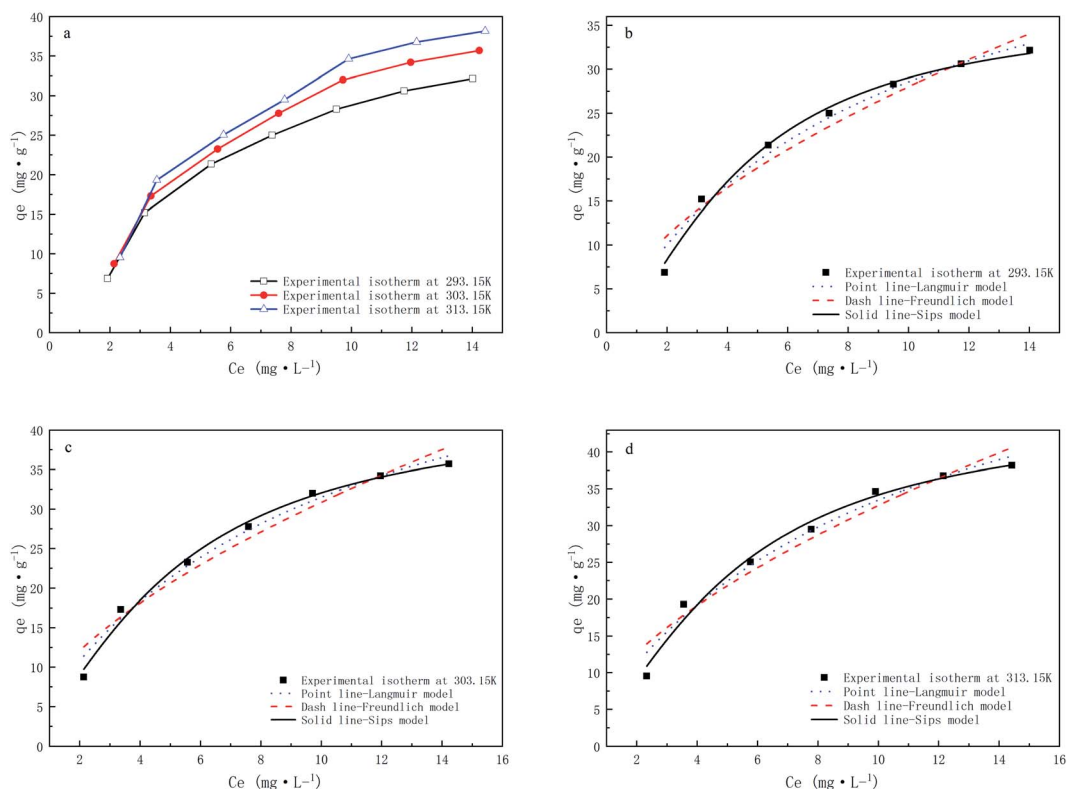 a
40
35
30
25
20
15
10
5
0
qe (mg·g⁻¹)
Experimental isotherm at 293.15K
Experimental isotherm at 303.15K
Experimental isotherm at 313.15K
0 2 4 6 8 10 12 14
Ce (mg·L⁻¹)
b
40
35
30
25
20
15
10
5
0
qe (mg·g⁻¹)
Experimental isotherm at 293.15K
Point line-Langmuir model
Dash line-Freundlich model
Solid line-Sips model
0 2 4 6 8 10 12 14
Ce (mg·L⁻¹)
c
40
35
30
25
20
15
10
5
0
qe (mg·g⁻¹)
Experimental isotherm at 303.15K
Point line-Langmuir model
Dash line-Freundlich model
Solid line-Sips model
2 4 6 8 10 12 14 16
Ce (mg·L⁻¹)
d
40
35
30
25
20
15
10
5
0
qe (mg·g⁻¹)
Experimental isotherm at 313.15K
Point line-Langmuir model
Dash line-Freundlich model
Solid line-Sips model
2 4 6 8 10 12 14 16
Ce (mg·L⁻¹)